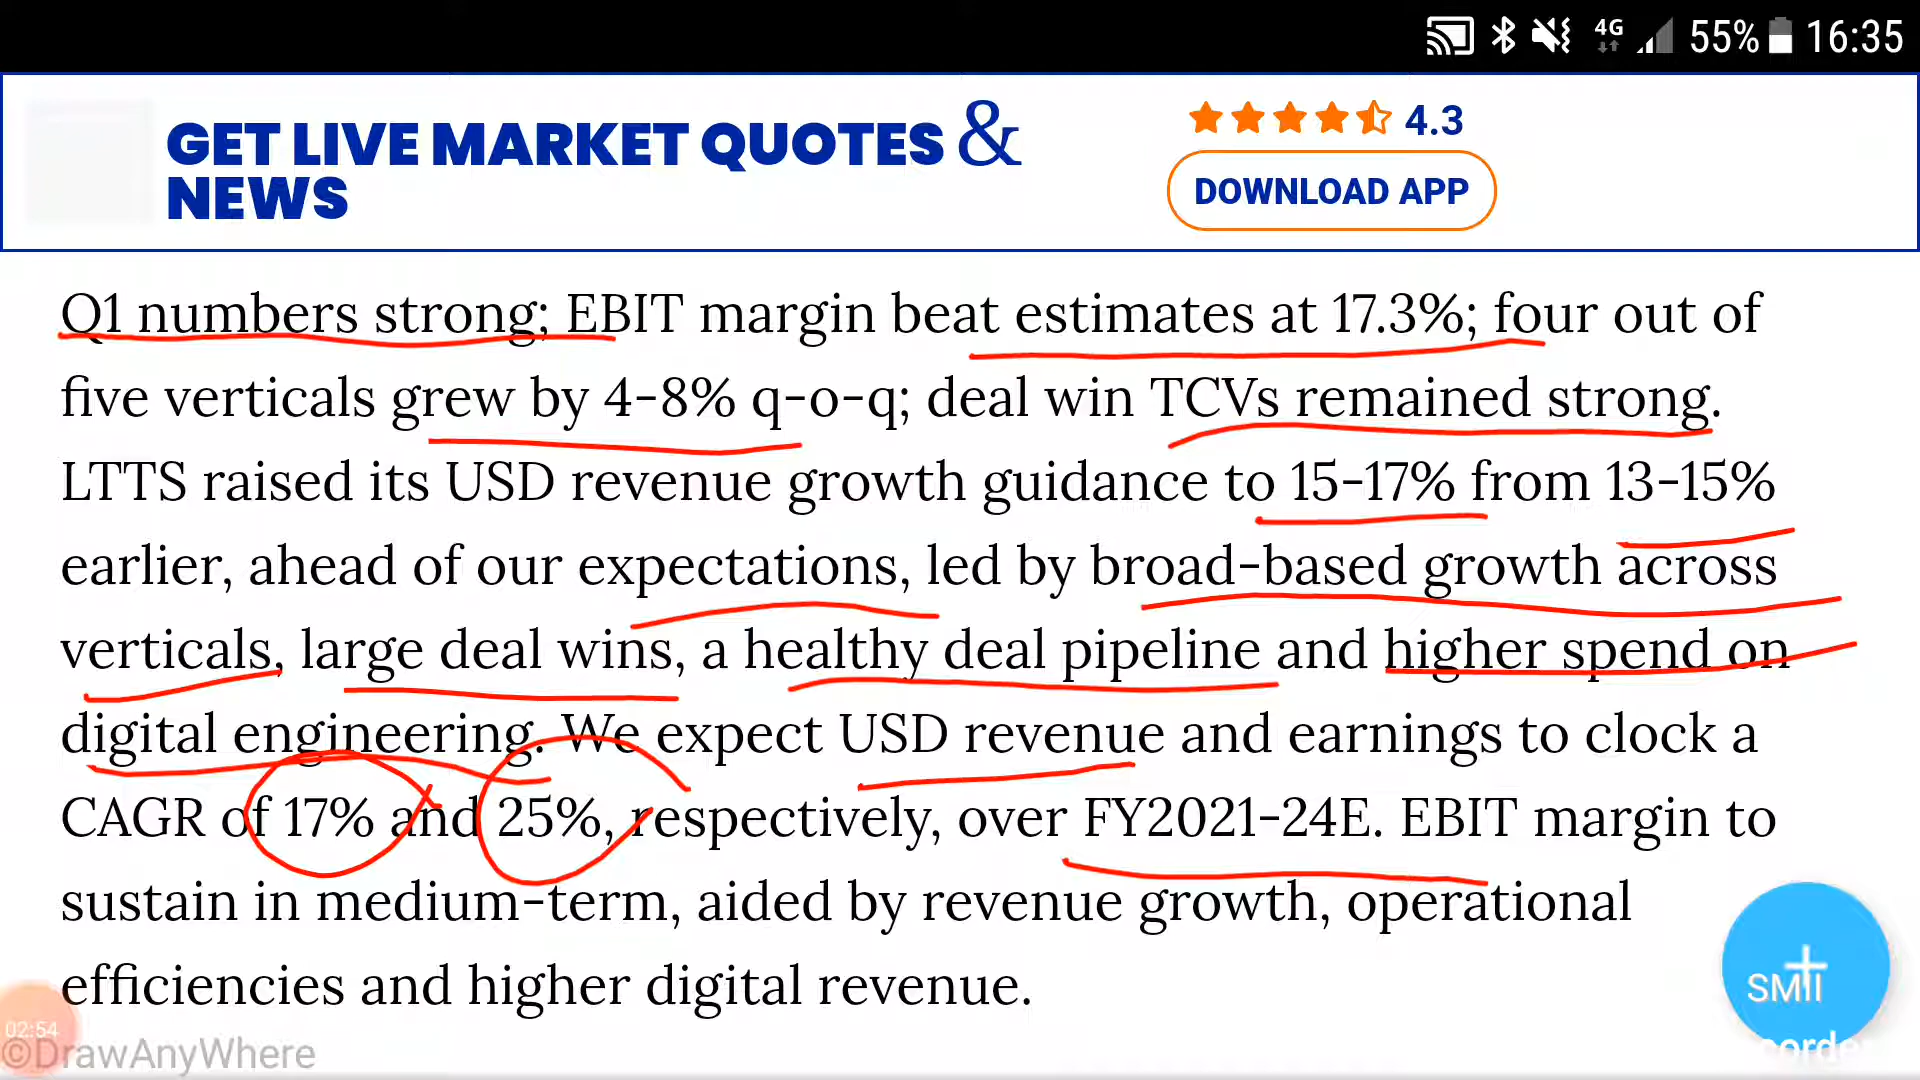 4G 55% 16:35
GET LIVE MARKET QUOTES &
NEWS
4.3
DOWNLOAD APP
Q1 numbers strong; EBIT margin beat estimates at 17.3%; four out of
five verticals grew by 4-8% q-o-q; deal win TCVs remained strong.
LTTS raised its USD revenue growth guidance to 15-17% from 13-15%
earlier, ahead of our expectations, led by broad-based growth across
verticals, large deal wins, a healthy deal pipeline and higher spend on
digital engineering. We expect USD revenue and earnings to clock a
CAGR of 17% and 25%, respectively, over FY2021-24E. EBIT margin to
sustain in medium-term, aided by revenue growth, operational
efficiencies and higher digital revenue.
02:54
©DrawAnyWhere